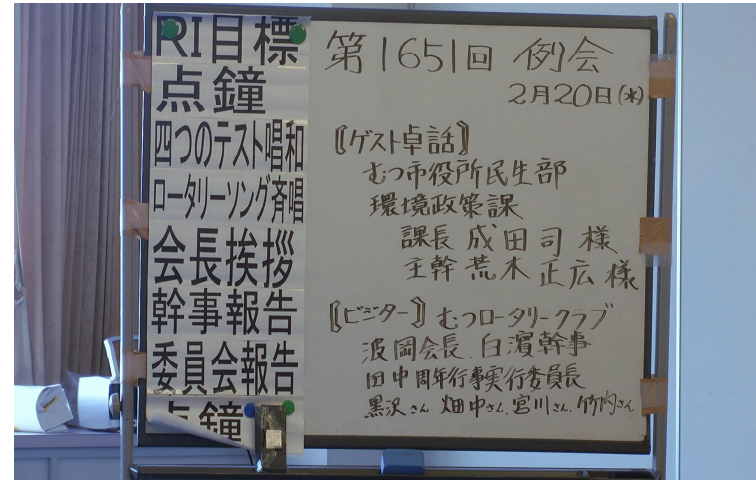 RI目標
点鐘
四つのテスト唱和
ロータリーソング斉唱
会長挨拶
幹事報告
委員会報告
点鐘
第1651回 例会
2月20日(水)
〖ゲスト卓話〗
むつ市役所民生部
環境政策課
課長 成田司様
主幹 荒木正広様
〖ビジター〗むつロータリークラブ
波岡会長、白濱幹事
田中周年行事実行委員長
黒沢さん、畑中さん、宮川さん、竹内さん